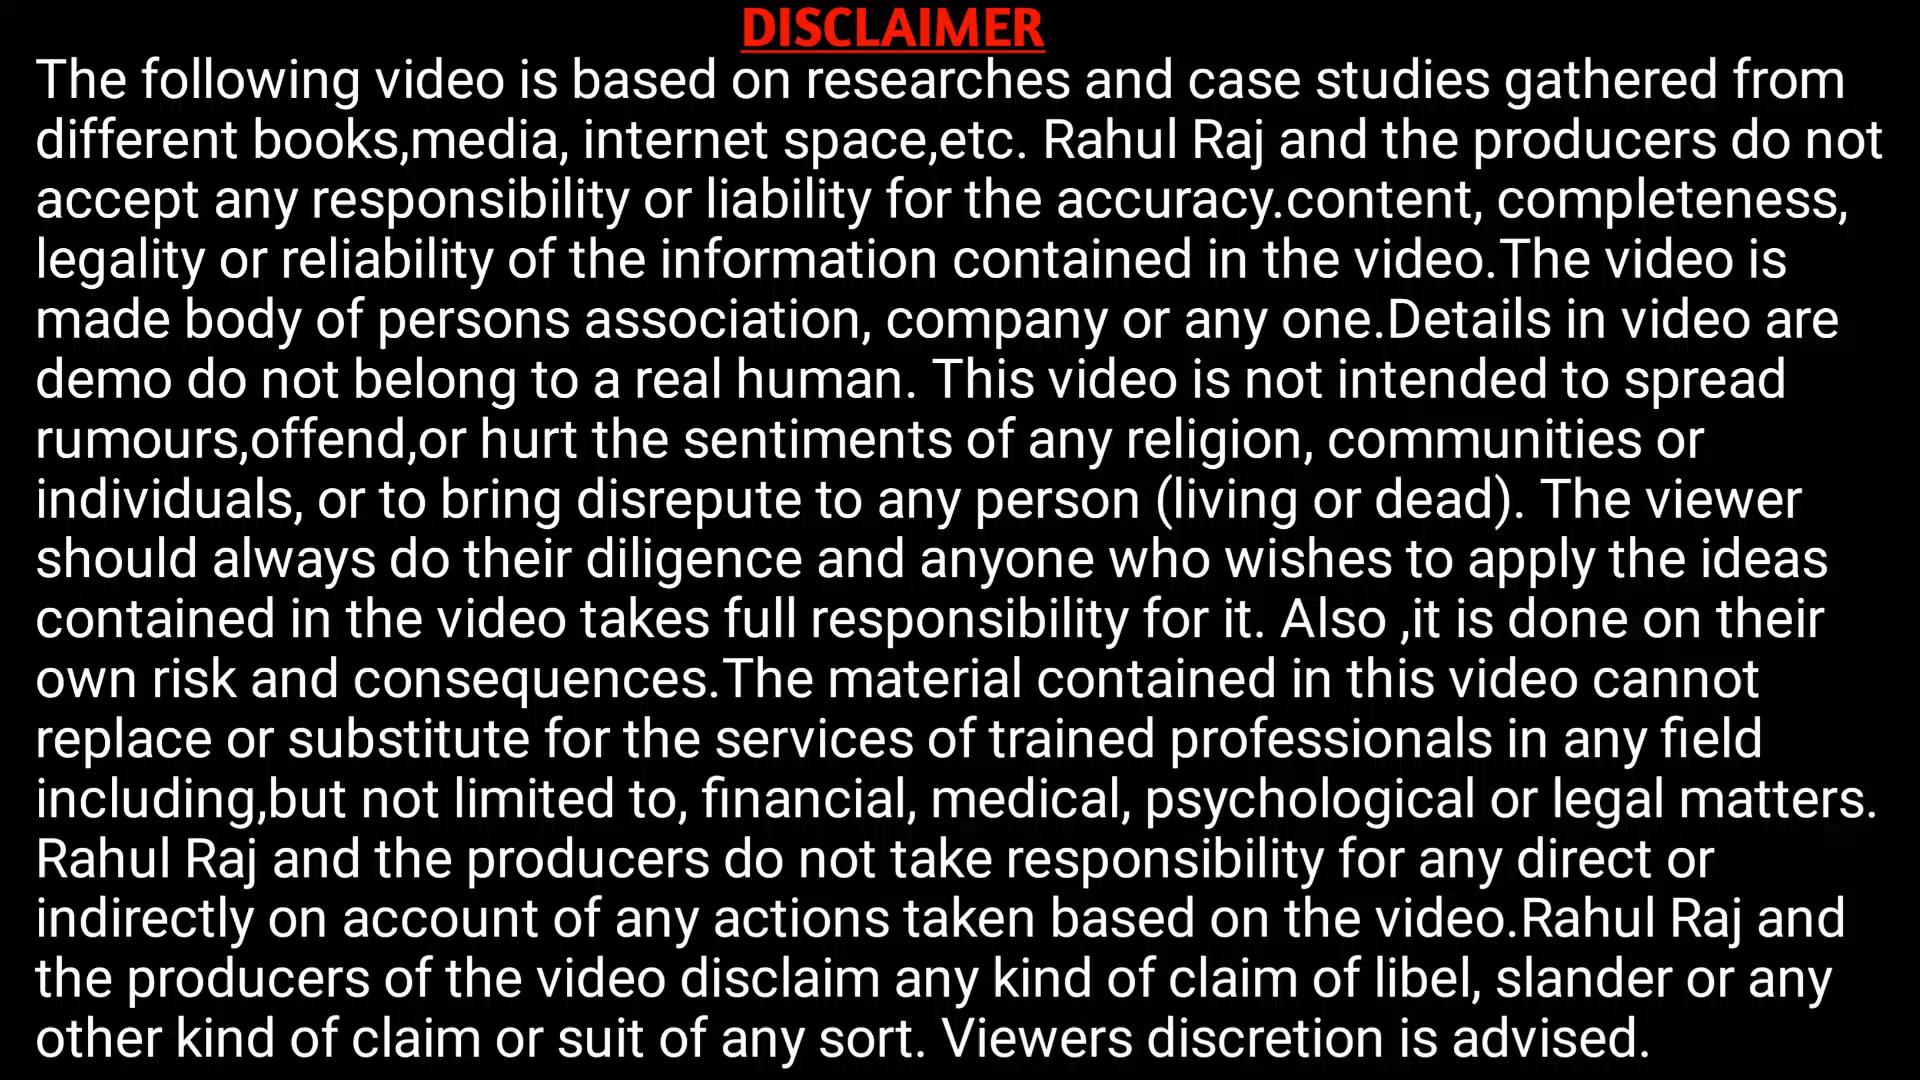 DISCLAIMER
The following video is based on researches and case studies gathered from
different books,media, internet space,etc. Rahul Raj and the producers do not
accept any responsibility or liability for the accuracy.content, completeness,
legality or reliability of the information contained in the video.The video is
made body of persons association, company or any one.Details in video are
demo do not belong to a real human. This video is not intended to spread
rumours,offend,or hurt the sentiments of any religion, communities or
individuals, or to bring disrepute to any person (living or dead). The viewer
should always do their diligence and anyone who wishes to apply the ideas
contained in the video takes full responsibility for it. Also ,it is done on their
own risk and consequences.The material contained in this video cannot
replace or substitute for the services of trained professionals in any field
including,but not limited to, financial, medical, psychological or legal matters.
Rahul Raj and the producers do not take responsibility for any direct or
indirectly on account of any actions taken based on the video.Rahul Raj and
the producers of the video disclaim any kind of claim of libel, slander or any
other kind of claim or suit of any sort. Viewers discretion is advised.